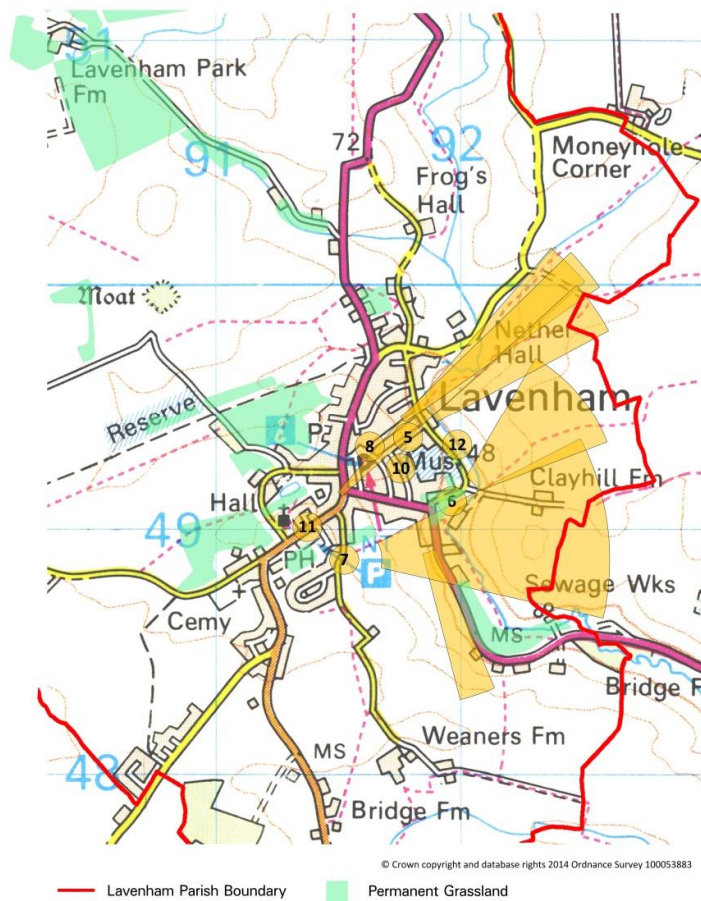 51
Lavenham Park
Fm
91
72
92
Moneyhole
Corner
Frog's
Hall
Moat
Nether
Hall
Reserve
P
Lavenham
8
5
12
10
Mus
48
Clayhill Fm
6
Hall
49
11
PH
7
P
Cemy
Sewage Wks
MS
Bridge F
48
Weaners Fm
MS
Bridge Fm
© Crown copyright and database rights 2014 Ordnance Survey 100053883
Lavenham Parish Boundary
Permanent Grassland